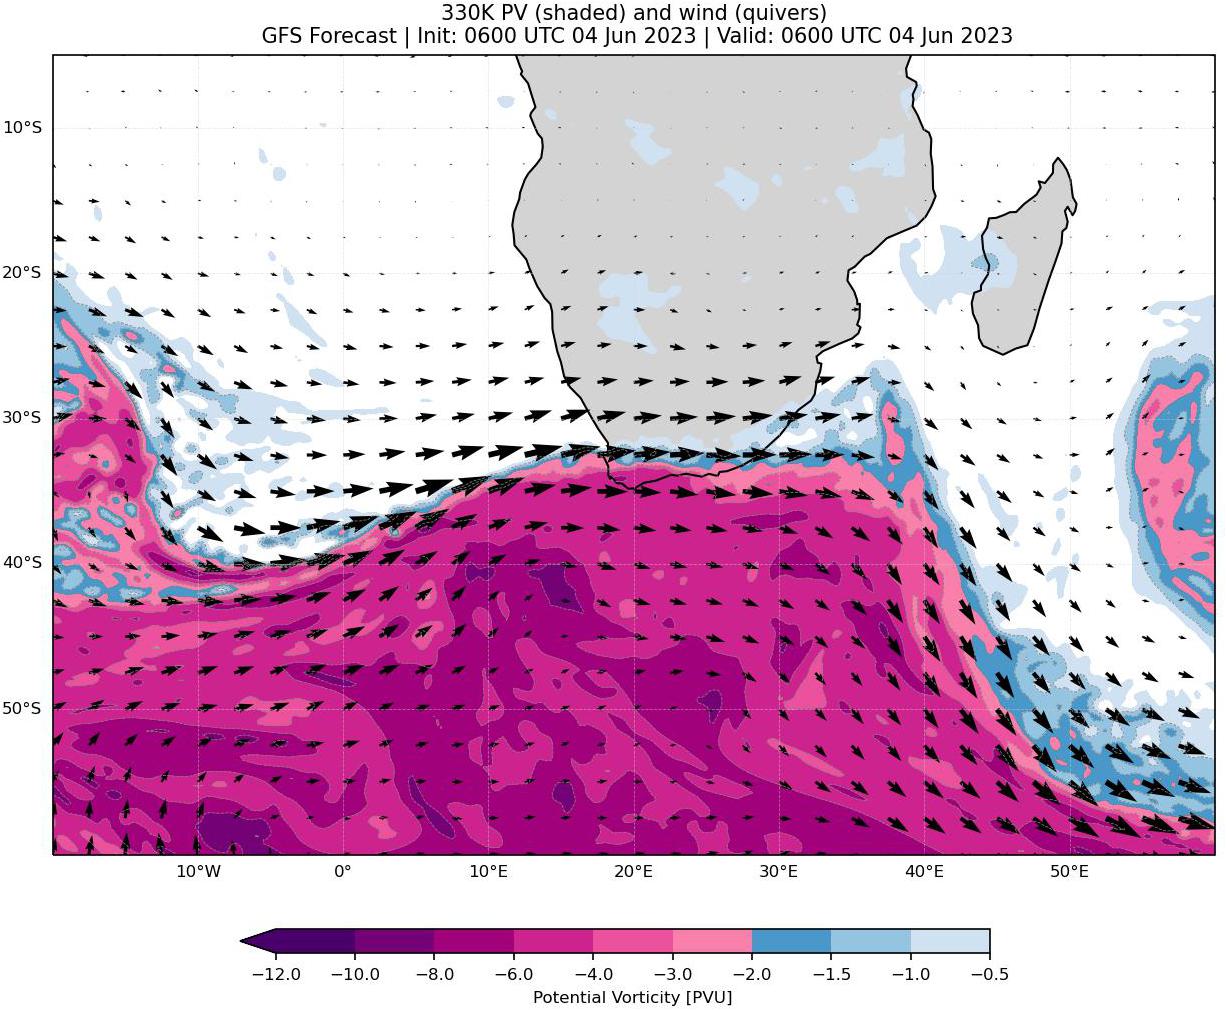 330K PV (shaded) and wind (quivers)
GFS Forecast | Init: 0600 UTC 04 Jun 2023 | Valid: 0600 UTC 04 Jun 2023
10°S
20°S
30°S
40°S
50°S
10°W 0° 10°E 20°E 30°E 40°E 50°E
−12.0 −10.0 −8.0 −6.0 −4.0 −3.0 −2.0 −1.5 −1.0 −0.5
Potential Vorticity [PVU]